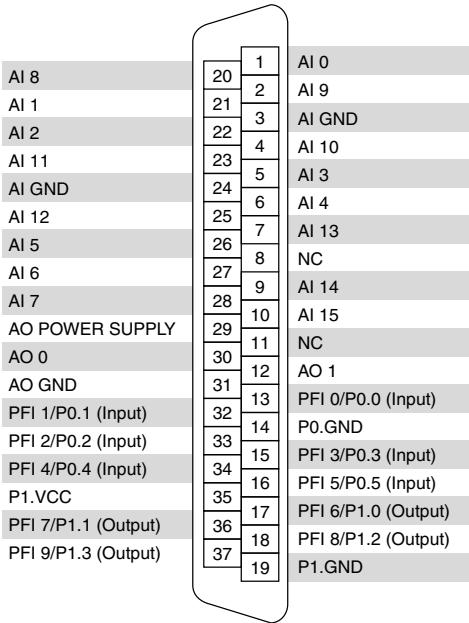 1 AI 0
AI 8 20
2 AI 9
AI 1 21
3 AI GND
AI 2 22
4 AI 10
AI 11 23
5 AI 3
AI GND 24
6 AI 4
AI 12 25
7 AI 13
AI 5 26
8 NC
AI 6 27
9 AI 14
AI 7 28
10 AI 15
AO POWER SUPPLY 29
11 NC
AO 0 30
12 AO 1
AO GND 31
13 PFI 0/P0.0 (Input)
PFI 1/P0.1 (Input) 32
14 P0.GND
PFI 2/P0.2 (Input) 33
15 PFI 3/P0.3 (Input)
PFI 4/P0.4 (Input) 34
16 PFI 5/P0.5 (Input)
P1.VCC 35
17 PFI 6/P1.0 (Output)
PFI 7/P1.1 (Output) 36
18 PFI 8/P1.2 (Output)
PFI 9/P1.3 (Output) 37
19 P1.GND